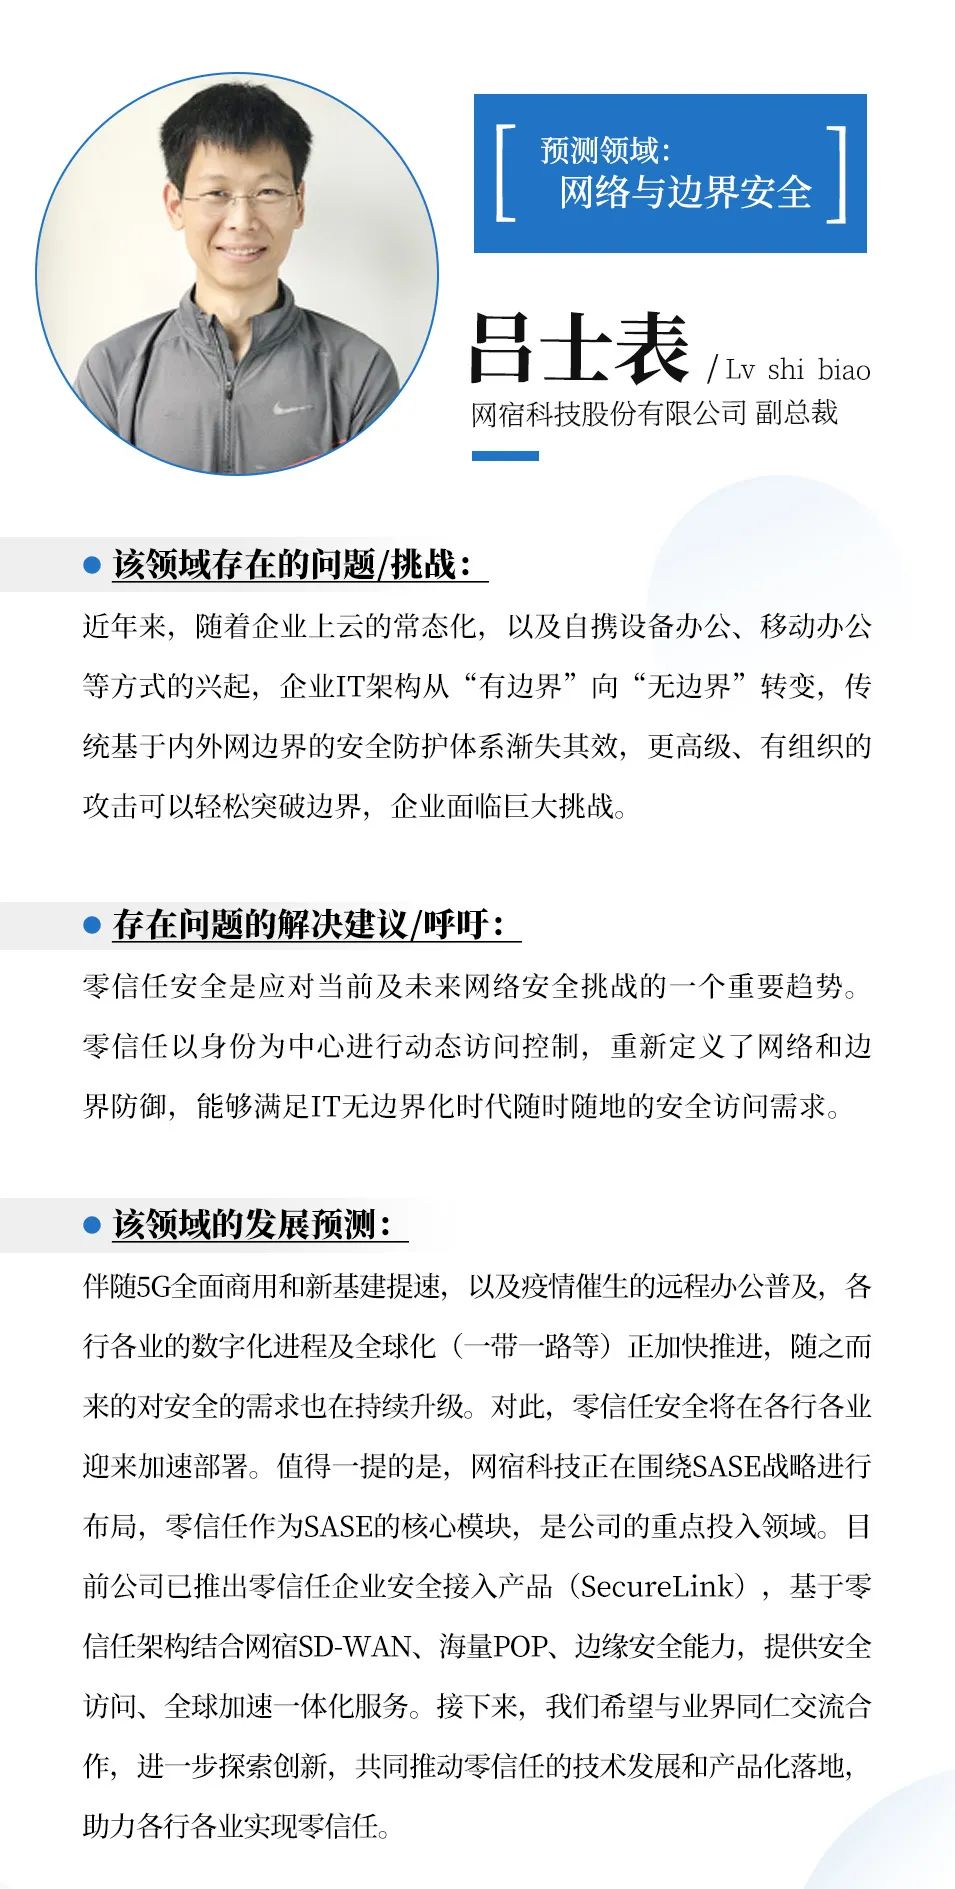 预测领域：
网络与边界安全
吕士表 / Lv shi biao
网宿科技股份有限公司 副总裁
该领域存在的问题/挑战：
近年来，随着企业上云的常态化，以及自携设备办公、移动办公
等方式的兴起，企业IT架构从“有边界”向“无边界”转变，传
统基于内外网边界的安全防护体系渐失其效，更高级、有组织的
攻击可以轻松突破边界，企业面临巨大挑战。
存在问题的解决建议/呼吁：
零信任安全是应对当前及未来网络安全挑战的一个重要趋势。
零信任以身份为中心进行动态访问控制，重新定义了网络和边
界防御，能够满足IT无边界化时代随时随地的安全访问需求。
该领域的发展预测：
伴随5G全面商用和新基建提速，以及疫情催生的远程办公普及，各
行各业的数字化进程及全球化（一带一路等）正加快推进，随之而
来的对安全的需求也在持续升级。对此，零信任安全将在各行各业
迎来加速部署。值得一提的是，网宿科技正在围绕SASE战略进行
布局，零信任作为SASE的核心模块，是公司的重点投入领域。目
前公司已推出零信任企业安全接入产品（SecureLink），基于零
信任架构结合网宿SD-WAN、海量POP、边缘安全能力，提供安全
访问、全球加速一体化服务。接下来，我们希望与业界同仁交流合
作，进一步探索创新，共同推动零信任的技术发展和产品化落地，
助力各行各业实现零信任。